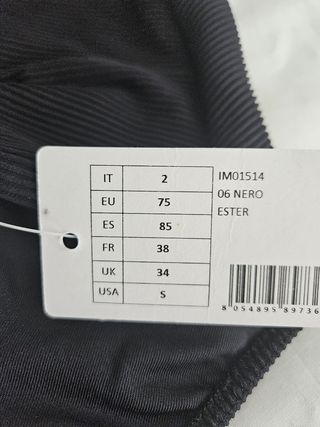 IT 2
EU 75
ES 85
FR 38
UK 34
USA S
IM01514
06 NERO
ESTER
8 054895 89736